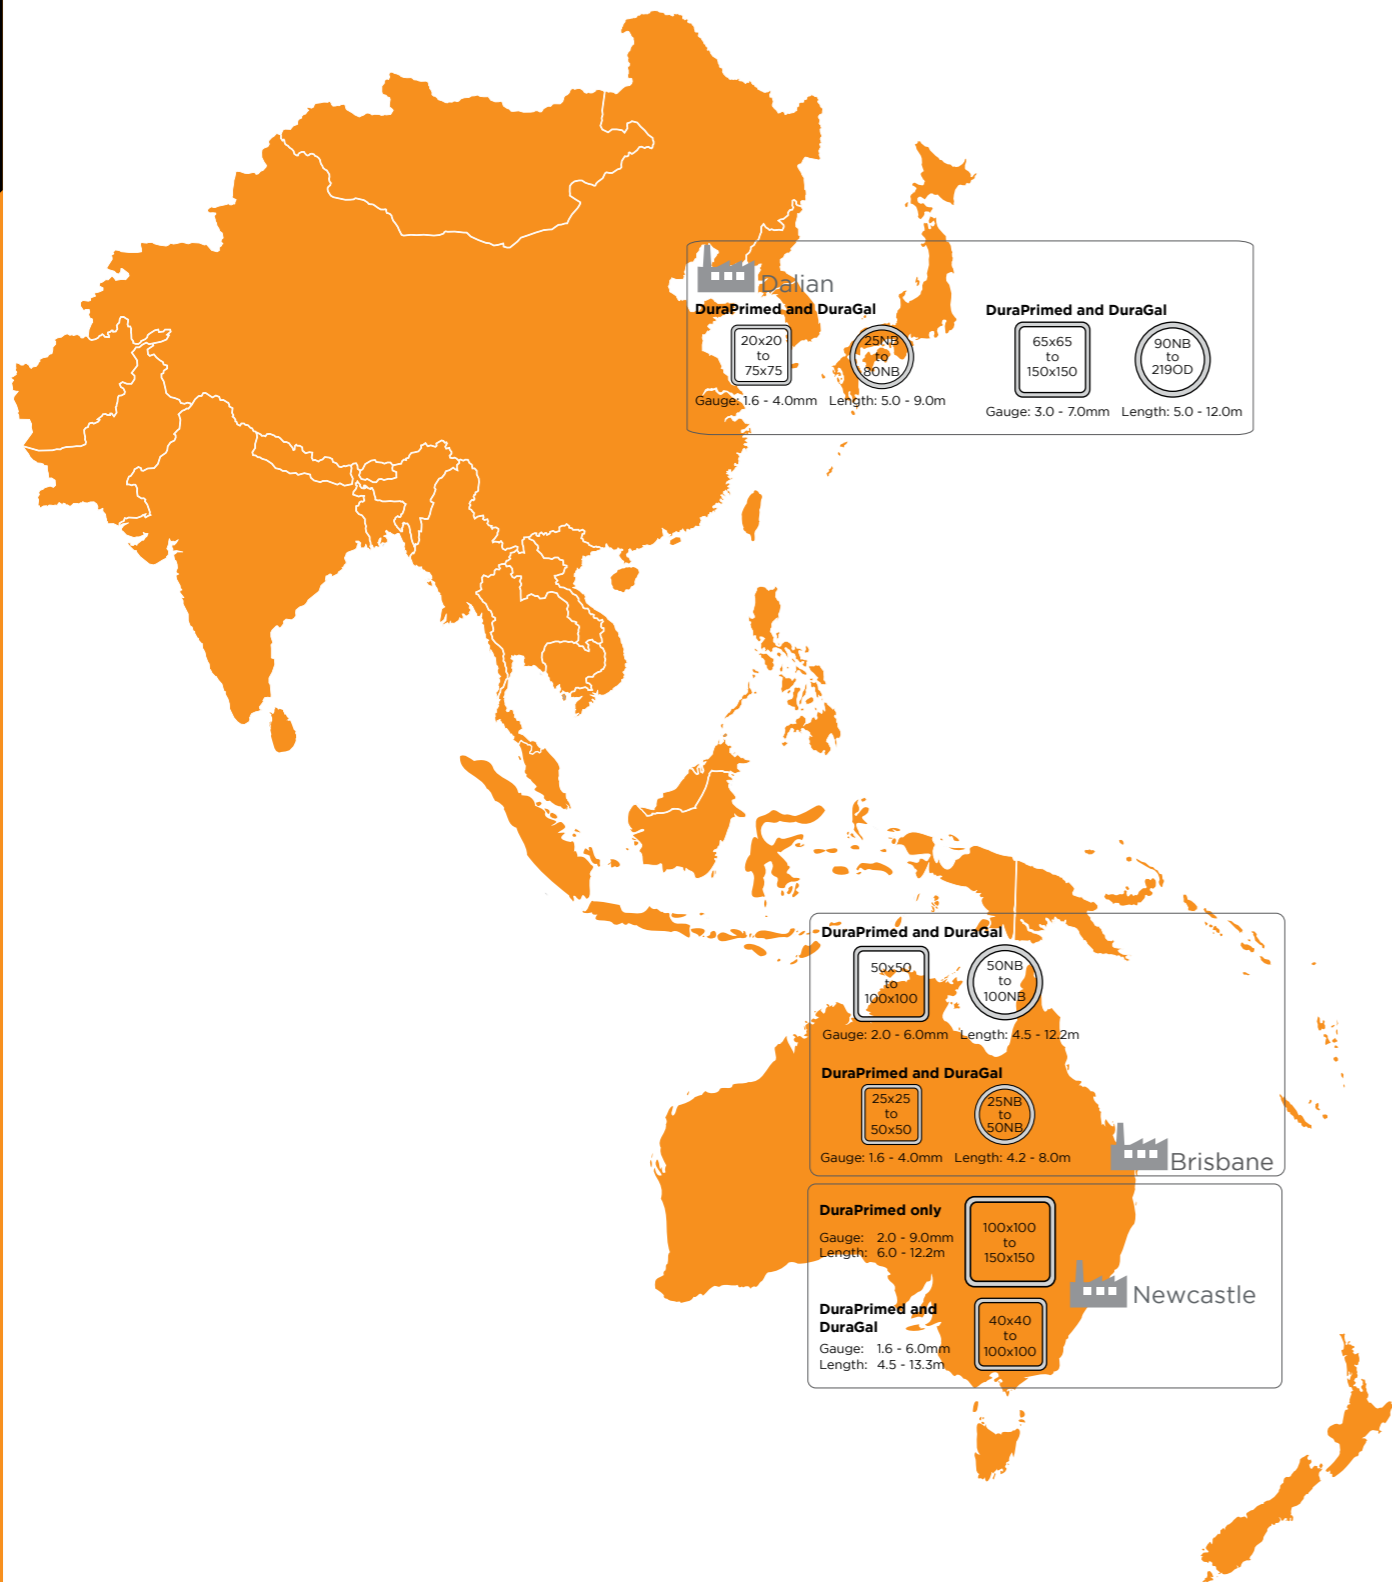 Dalian
DuraPrimed and DuraGal
20x20
to
75x75
25NB
to
80NB
Gauge: 1.6 - 4.0mm Length: 5.0 - 9.0m
DuraPrimed and DuraGal
65x65
to
150x150
90NB
to
219OD
Gauge: 3.0 - 7.0mm Length: 5.0 - 12.0m
DuraPrimed and DuraGal
50x50
to
100x100
50NB
to
100NB
Gauge: 2.0 - 6.0mm Length: 4.5 - 12.2m
DuraPrimed and DuraGal
25x25
to
50x50
25NB
to
50NB
Gauge: 1.6 - 4.0mm Length: 4.2 - 8.0m
Brisbane
DuraPrimed only
Gauge: 2.0 - 9.0mm
Length: 6.0 - 12.2m
100x100
to
150x150
Newcastle
DuraPrimed and
DuraGal
Gauge: 1.6 - 6.0mm
Length: 4.5 - 13.3m
40x40
to
100x100